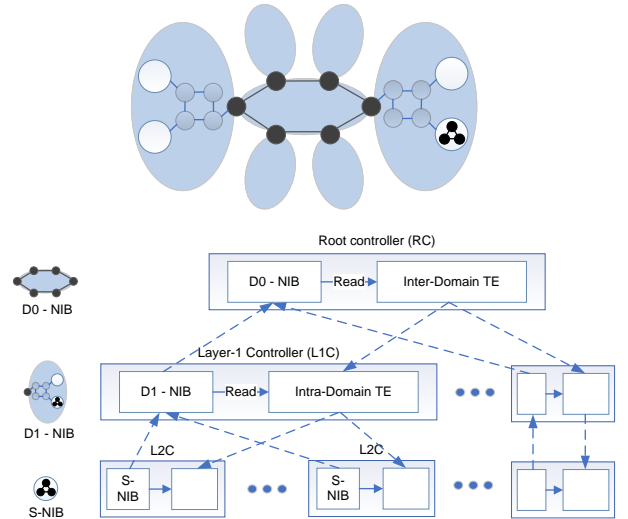 Root controller (RC)
D0 - NIB
Read
Inter-Domain TE
D0 - NIB
Layer-1 Controller (L1C)
D1 - NIB
Read
Intra-Domain TE
D1 - NIB
L2C
L2C
S-
NIB
S-
NIB
S-NIB